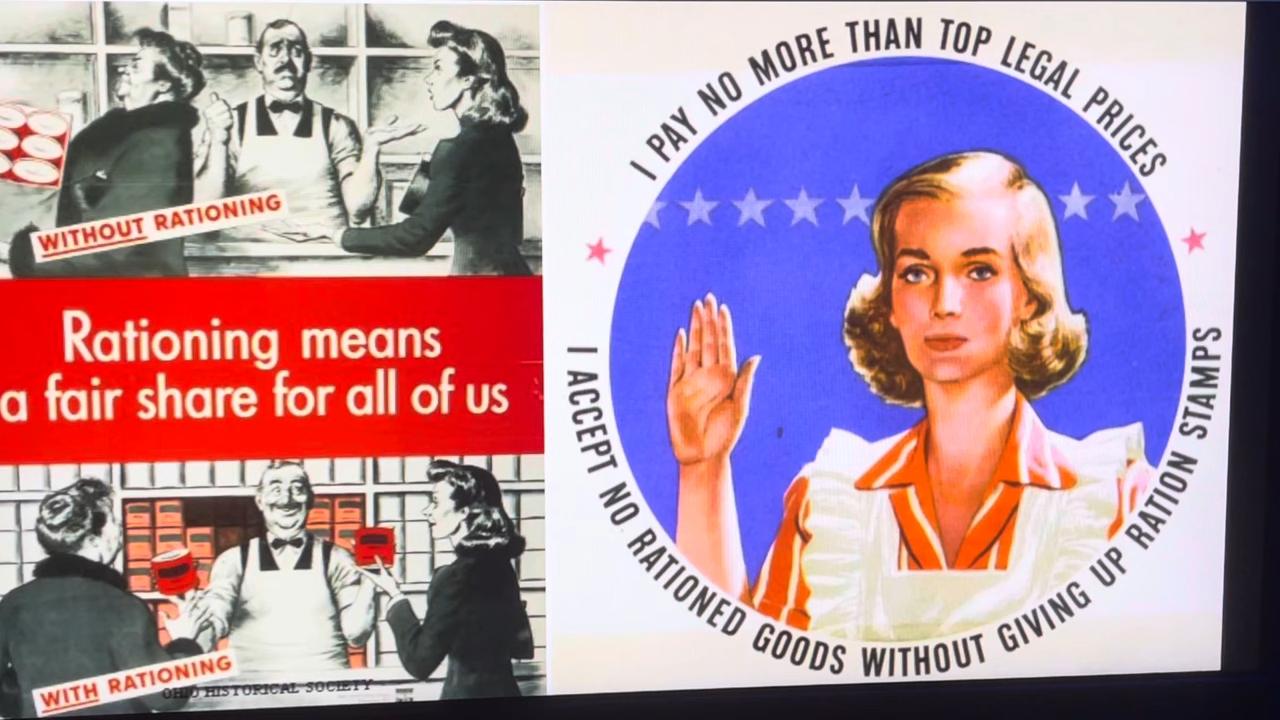 WITHOUT RATIONING
Rationing means
a fair share for all of us
WITH RATIONING
OHIO HISTORICAL SOCIETY
I PAY NO MORE THAN TOP LEGAL PRICES
I ACCEPT NO RATIONED GOODS WITHOUT GIVING UP RATION STAMPS